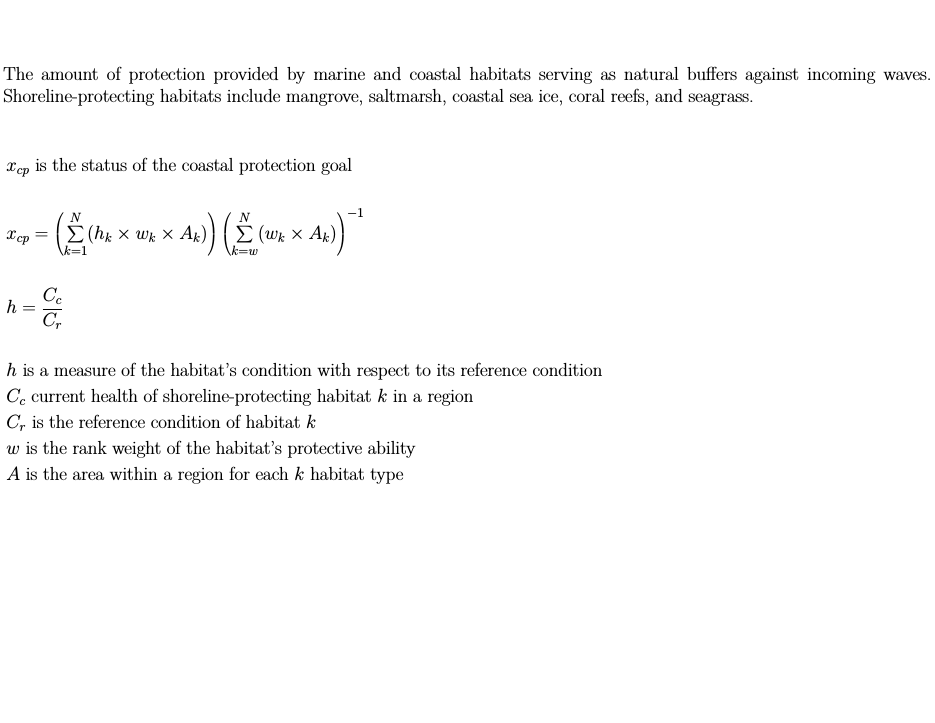 The amount of protection provided by marine and coastal habitats serving as natural buffers against incoming waves.
Shoreline-protecting habitats include mangrove, saltmarsh, coastal sea ice, coral reefs, and seagrass.
x_{cp} is the status of the coastal protection goal
x_{cp} = \left(\sum_{k=1}^{N}(h_k × w_k × A_k)\right)\left(\sum_{k=w}^{N}(w_k × A_k)\right)^{-1}
h = \frac{C_c}{C_r}
h is a measure of the habitat’s condition with respect to its reference condition
C_c current health of shoreline-protecting habitat k in a region
C_r is the reference condition of habitat k
w is the rank weight of the habitat’s protective ability
A is the area within a region for each k habitat type